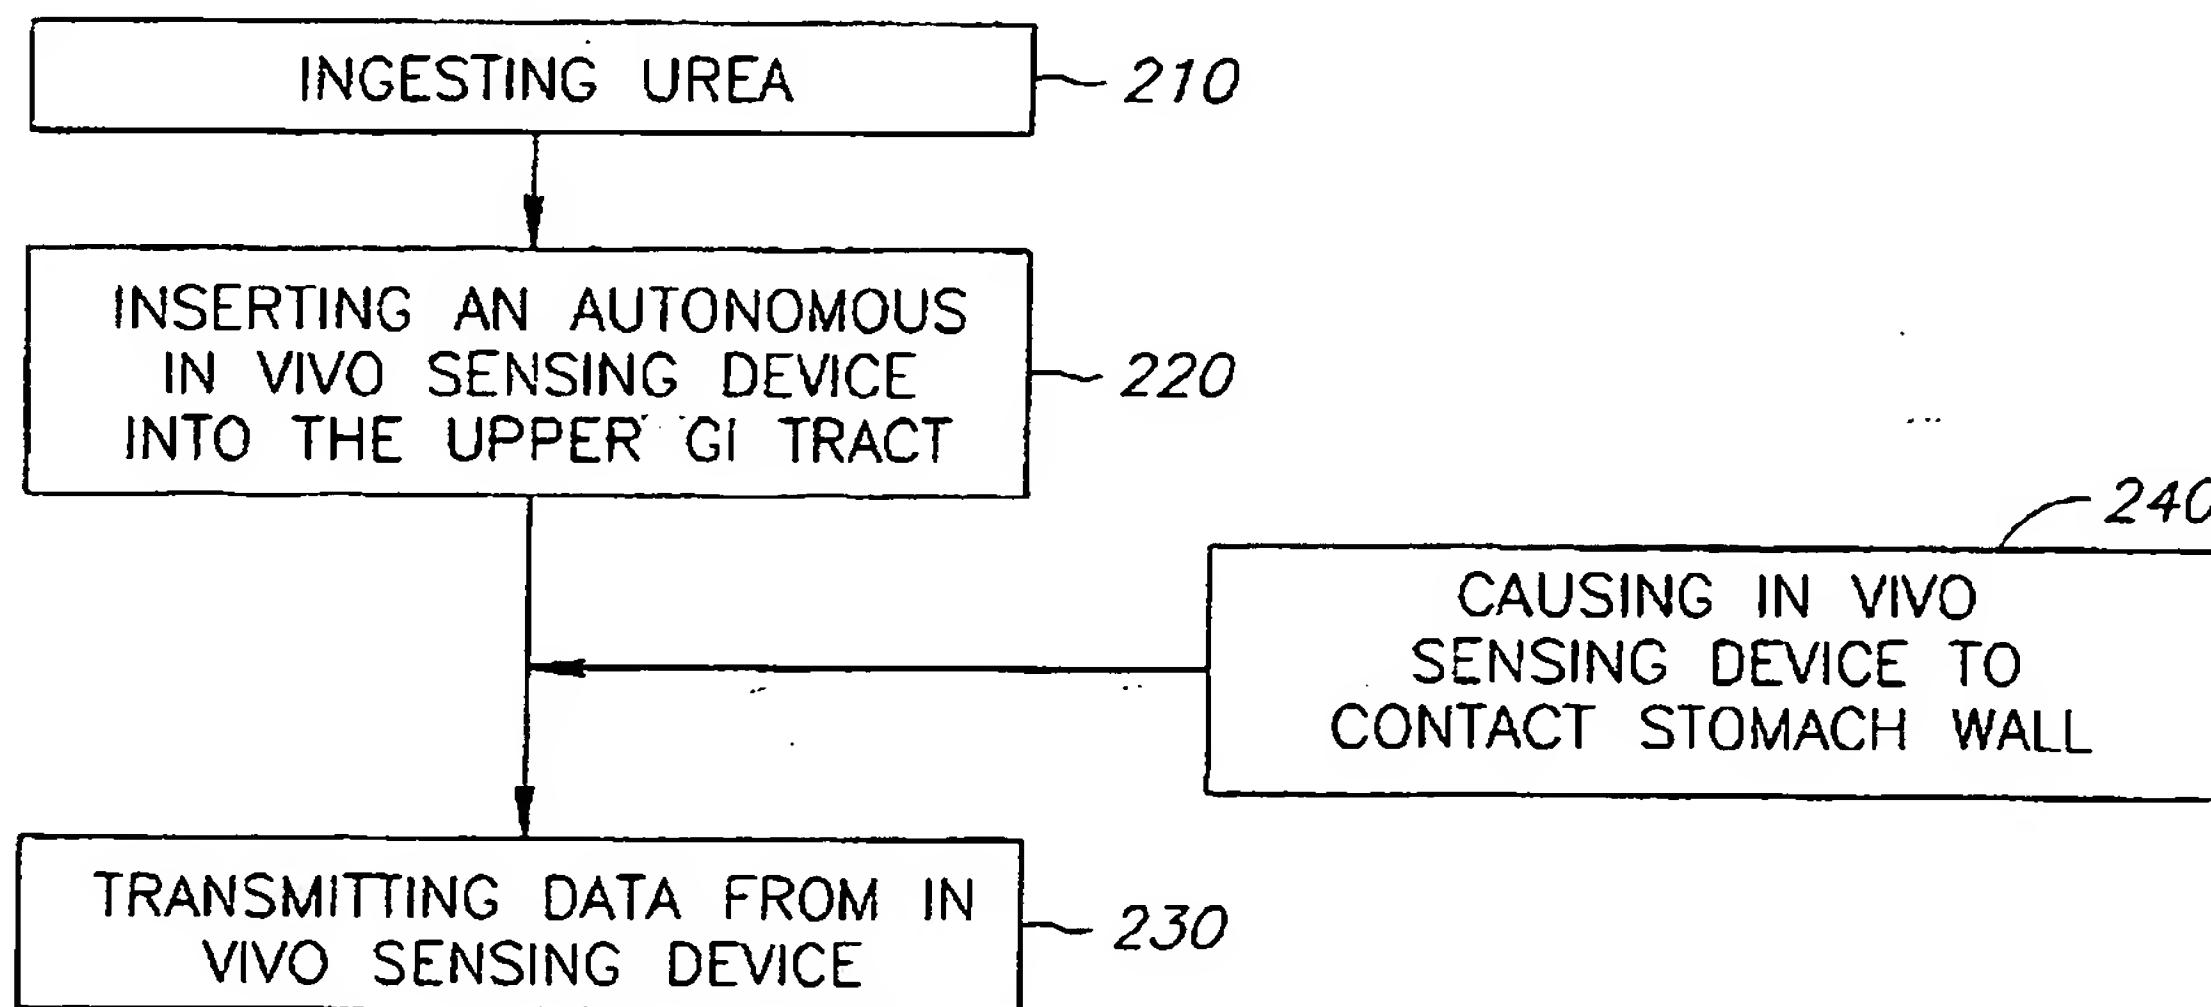 INGESTING UREA
210
INSERTING AN AUTONOMOUS
IN VIVO SENSING DEVICE
INTO THE UPPER GI TRACT
220
240
CAUSING IN VIVO
SENSING DEVICE TO
CONTACT STOMACH WALL
TRANSMITTING DATA FROM IN
VIVO SENSING DEVICE
230